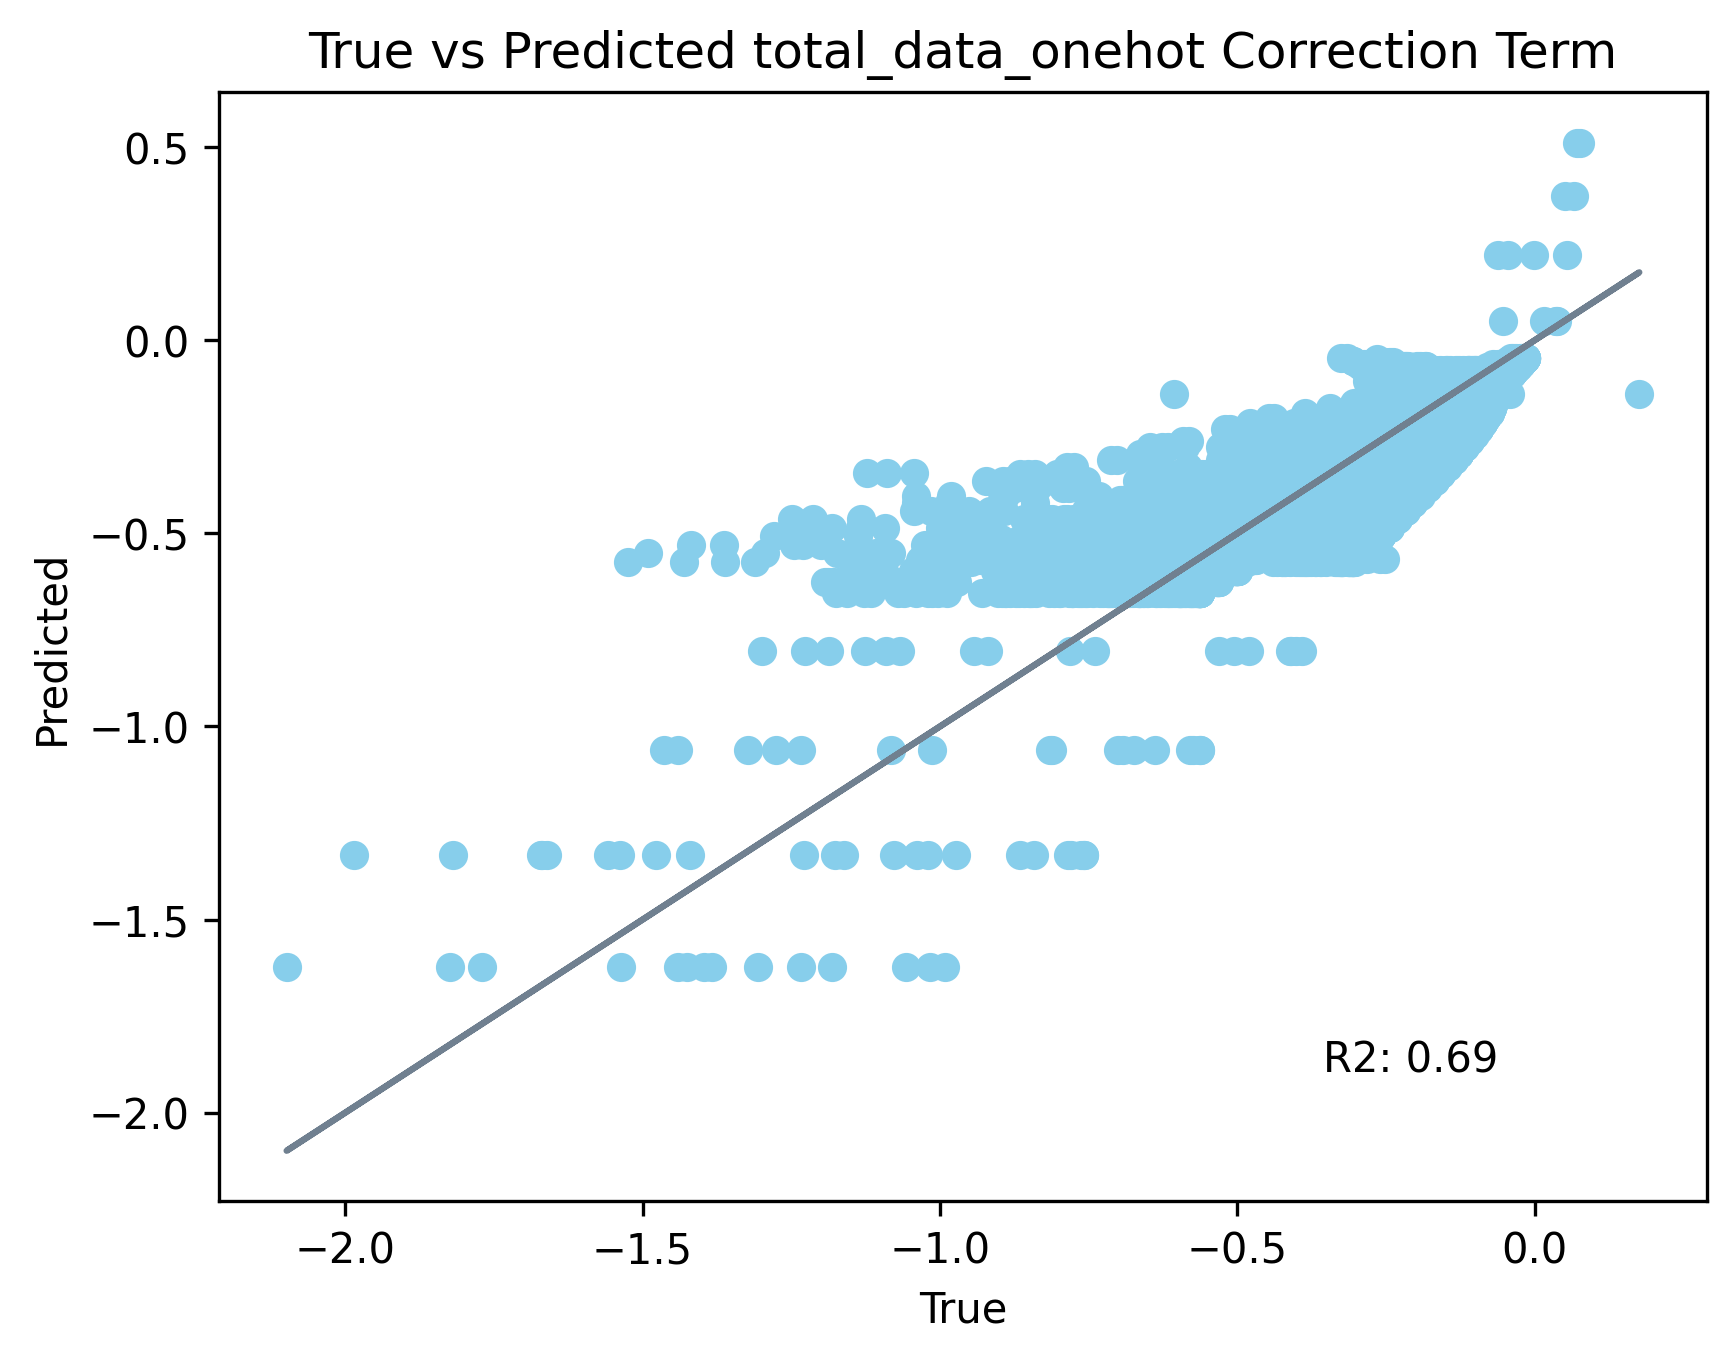 True vs Predicted total_data_onehot Correction Term
0.5
0.0
−0.5
−1.0
−1.5
−2.0
Predicted
R2: 0.69
−2.0 −1.5 −1.0 −0.5 0.0
True